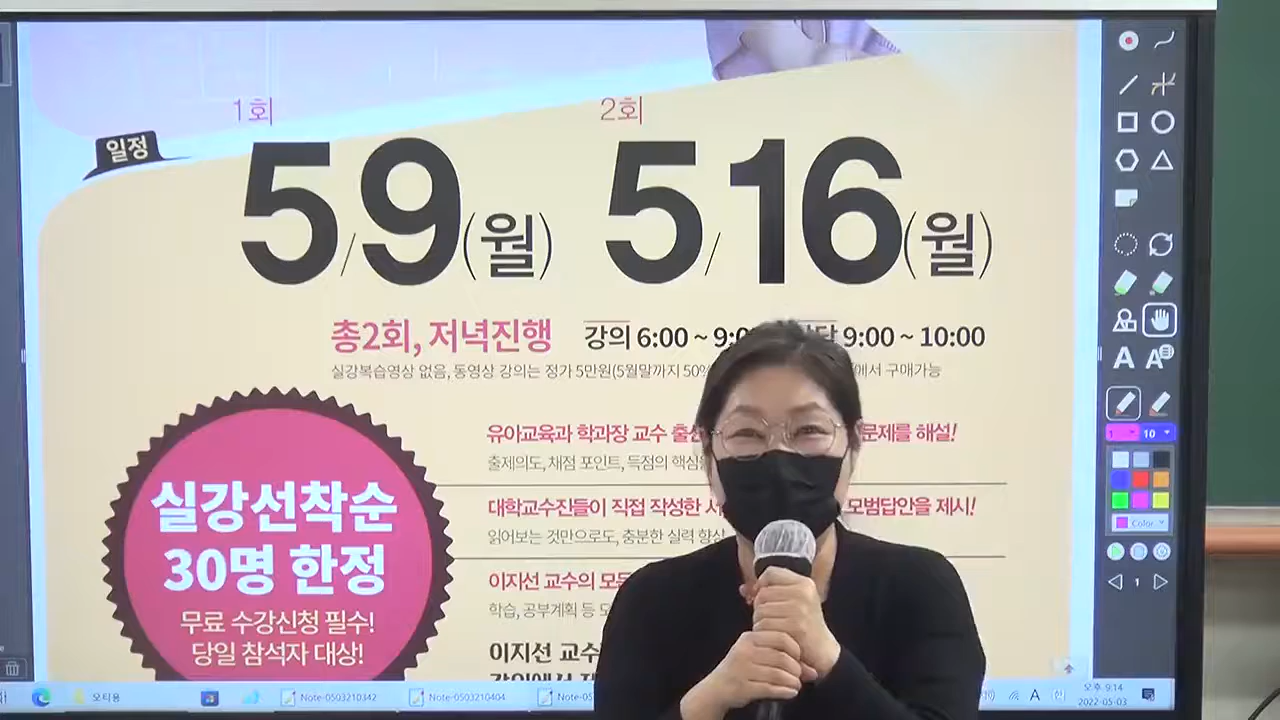 1회
2회
일정
5/9(월)
5/16(월)
총2회, 저녁진행
강의 6:00 ~ 9:0
9:00 ~ 10:00
실강복습영상 없음, 동영상 강의는 정가 5만원(5월말까지 50%
에서 구매가능
유아교육과 학과장 교수
문제를 해설!
출제의도, 채점 포인트, 득점의
대학교수진들이 직접 작성한
모범답안을 제시!
읽어보는 것만으로도, 충분한 실력 향상
이지선 교수의
학습, 공부계획 등
이지선 교수
실강선착순
30명 한정
무료 수강신청 필수!
당일 참석자 대상!
A
A
1
10
Color
1
오티용
Note-0503210342
Note-0503210404
Note-05
A
오후 9:14
2022-05-03